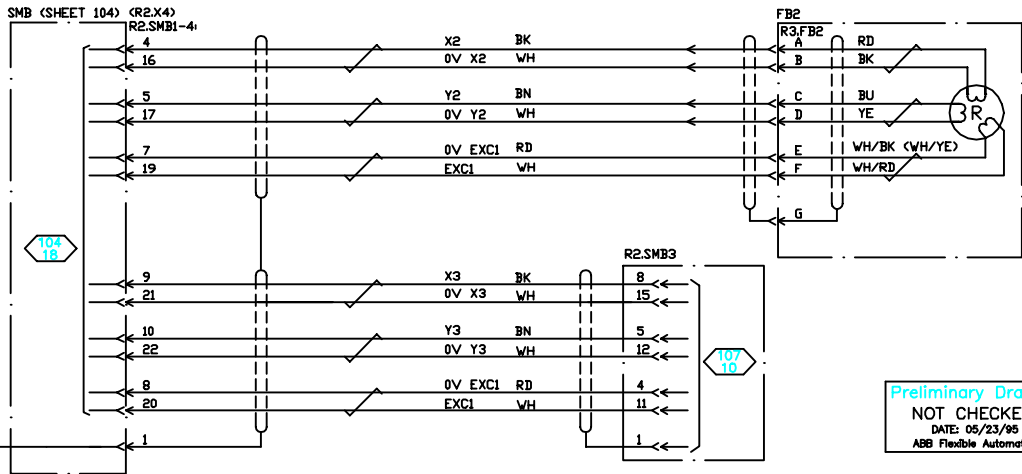 SMB (SHEET 104) (R2.X4)
R2.SMB1-4
FB2
R3.FB2
4 X2 BK A RD
16 0V X2 WH B BK
5 Y2 BN C BU
17 0V Y2 WH D YE
R
7 0V EXC1 RD E WH/BK (WH/YE)
19 EXC1 WH F WH/RD
G
104
18
R2.SMB3
9 X3 BK 8
21 0V X3 WH 15
10 Y3 BN 5
22 0V Y3 WH 12
107
10
8 0V EXC1 RD 4
20 EXC1 WH 11
1 1
Preliminary Dra
NOT CHECKE
DATE: 05/23/95
ABB Flexible Automat